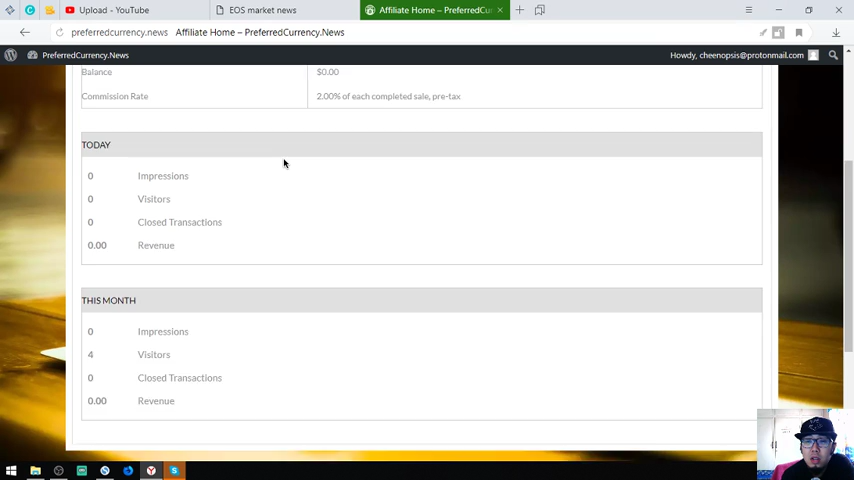 Upload - YouTube
EOS market news
Affiliate Home – PreferredCur
preferredcurrency.news Affiliate Home – PreferredCurrency.News
PreferredCurrency.News
Howdy, cheenopsis@protonmail.com
Balance $0.00
Commission Rate 2.00% of each completed sale, pre-tax
TODAY
0 Impressions
0 Visitors
0 Closed Transactions
0.00 Revenue
THIS MONTH
0 Impressions
4 Visitors
0 Closed Transactions
0.00 Revenue